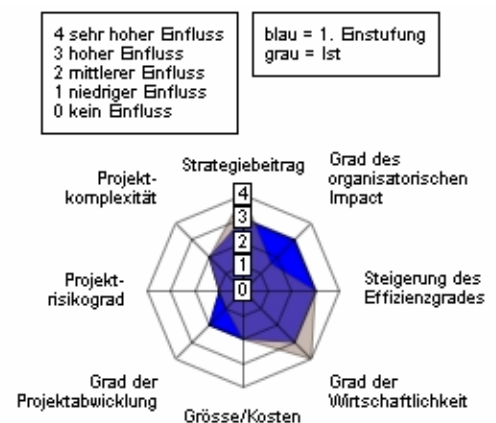 4 sehr hoher Einfluss
3 hoher Einfluss
2 mittlerer Einfluss
1 niedriger Einfluss
0 kein Einfluss
blau = 1. Einstufung
grau = Ist
Strategiebeitrag
Grad des
organisatorischen
Impact
Projekt-
komplexität
4
3
2
1
0
Projekt-
risikograd
Steigerung des
Effizienzgrades
Grad der
Projektabwicklung
Grad der
Wirtschaftlichkeit
Grösse/Kosten